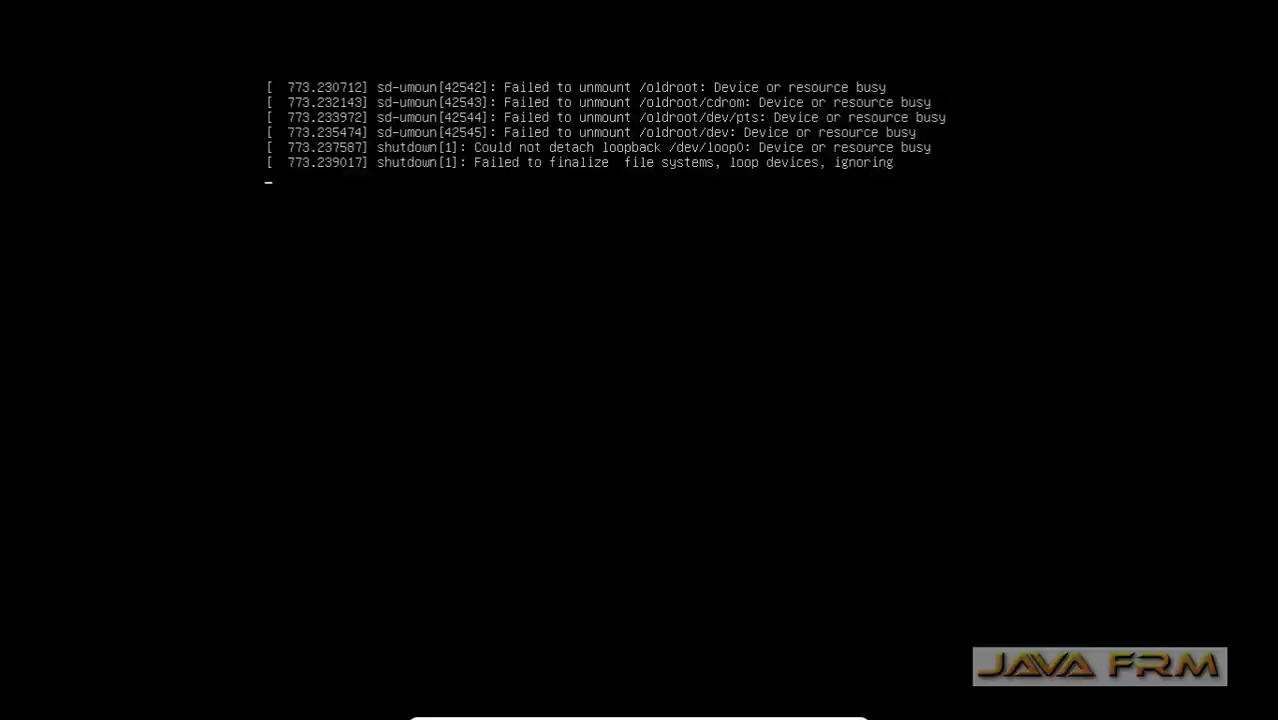 [  773.230712] sd-umoun[42542]: Failed to unmount /oldroot: Device or resource busy
[  773.232143] sd-umoun[42543]: Failed to unmount /oldroot/cdrom: Device or resource busy
[  773.233972] sd-umoun[42544]: Failed to unmount /oldroot/dev/pts: Device or resource busy
[  773.235474] sd-umoun[42545]: Failed to unmount /oldroot/dev: Device or resource busy
[  773.237587] shutdown[1]: Could not detach loopback /dev/loop0: Device or resource busy
[  773.239017] shutdown[1]: Failed to finalize  file systems, loop devices, ignoring
JAVA FRM